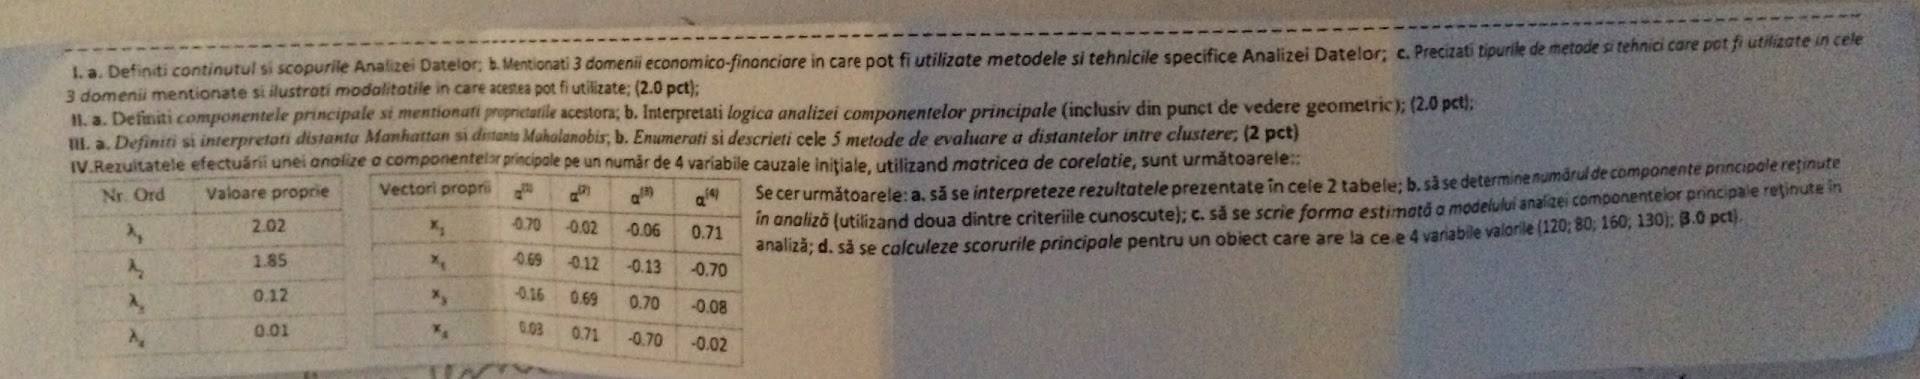 I. a. Definiti continutul si scopurile Analizei Datelor; b. Mentionati 3 domenii economico-financiare in care pot fi utilizate metodele si tehnicile specifice Analizei Datelor; c. Precizati tipurile de metode si tehnici care pot fi utilizate in cele
3 domenii mentionate si ilustrati modalitatile in care acestea pot fi utilizate; (2.0 pct);
II. a. Definiti componentele principale si mentionati proprietatile acestora; b. Interpretati logica analizei componentelor principale (inclusiv din punct de vedere geometric); (2.0 pct);
III. a. Definiti si interpretati distanta Manhattan si distanta Mahalanobis; b. Enumerati si descrieti cele 5 metode de evaluare a distantelor intre clustere; (2 pct)
IV.Rezultatele efectuării unei analize a componentelor principale pe un număr de 4 variabile cauzale inițiale, utilizand matricea de corelatie, sunt următoarele::
Nr. Ord Valoare proprie
λ₁ 2.02
λ₂ 1.85
λ₃ 0.12
λ₄ 0.01
Vectori proprii α⁽¹⁾ α⁽²⁾ α⁽³⁾ α⁽⁴⁾
x₁ -0.70 -0.02 -0.06 0.71
x -0.69 -0.12 -0.13 -0.70
x₃ -0.16 0.69 0.70 -0.08
x₄ 0.03 0.71 -0.70 -0.02
Se cer următoarele: a. să se interpreteze rezultatele prezentate în cele 2 tabele; b. să se determine numărul de componente principale reținute
în analiză (utilizand doua dintre criteriile cunoscute); c. să se scrie forma estimată a modelului analizei componentelor principale reținute în
analiză; d. să se calculeze scorurile principale pentru un obiect care are la cele 4 variabile valorile (120; 80; 160; 130); (3.0 pct).